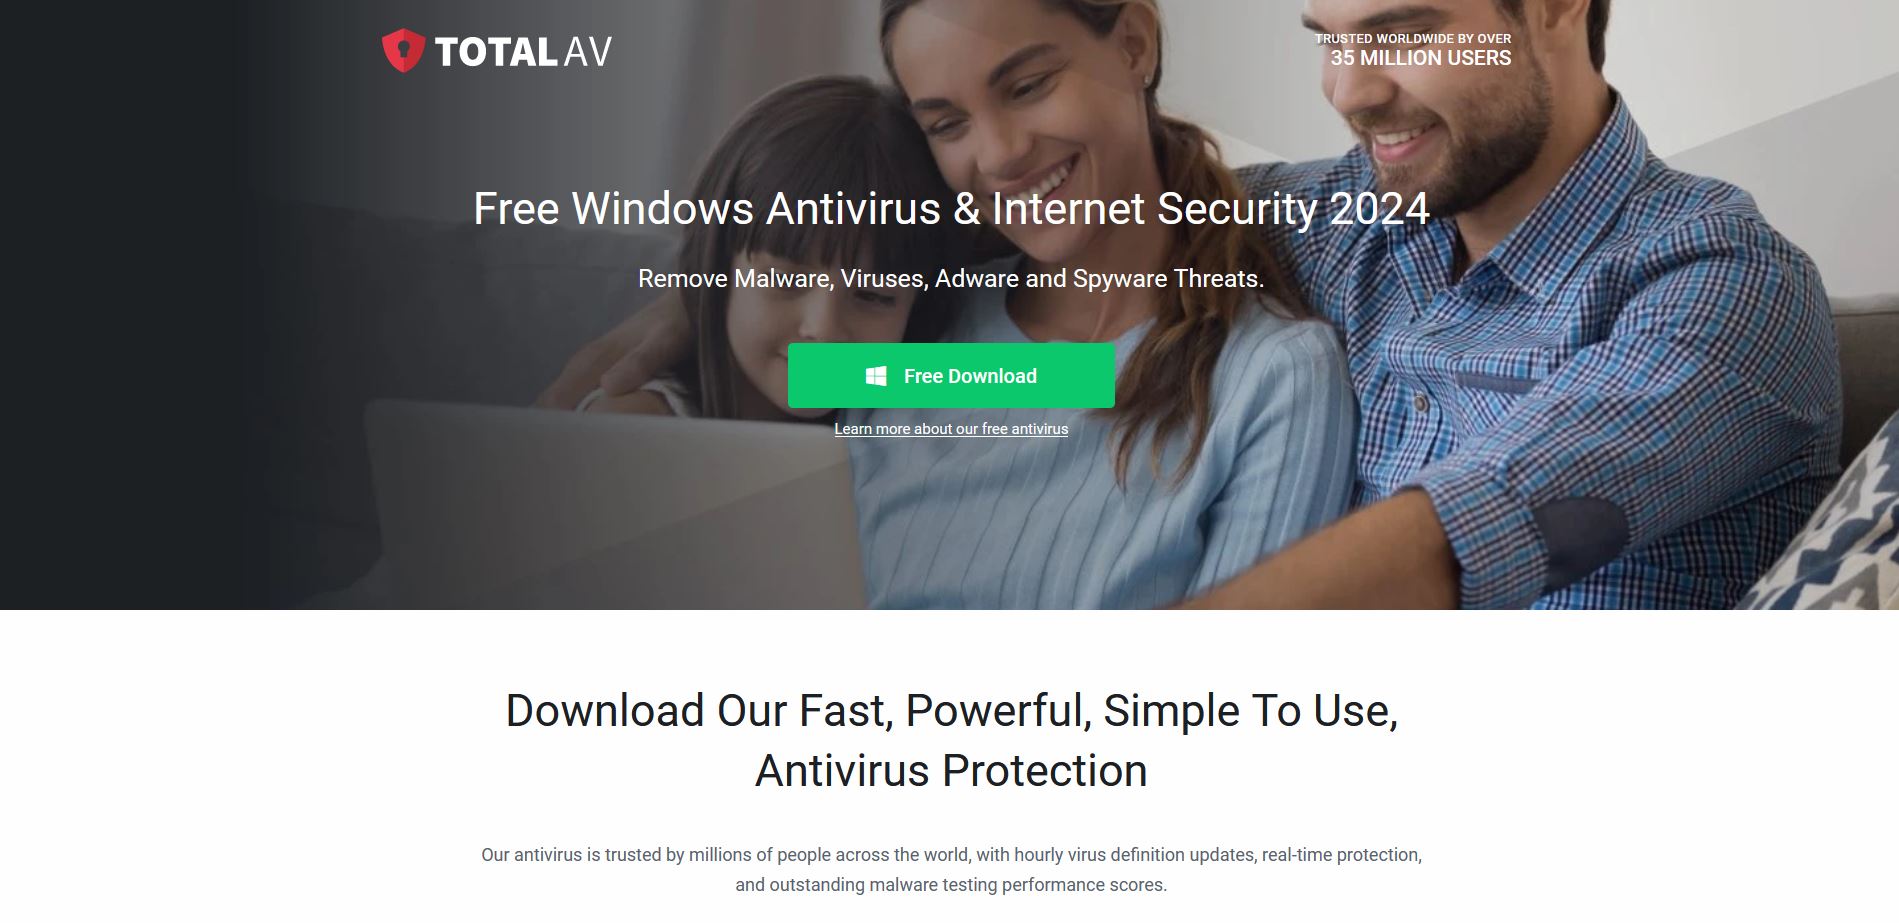 TOTAL AV
TRUSTED WORLDWIDE BY OVER
35 MILLION USERS
Free Windows Antivirus & Internet Security 2024
Remove Malware, Viruses, Adware and Spyware Threats.
Free Download
Learn more about our free antivirus
Download Our Fast, Powerful, Simple To Use,
Antivirus Protection
Our antivirus is trusted by millions of people across the world, with hourly virus definition updates, real-time protection,
and outstanding malware testing performance scores.